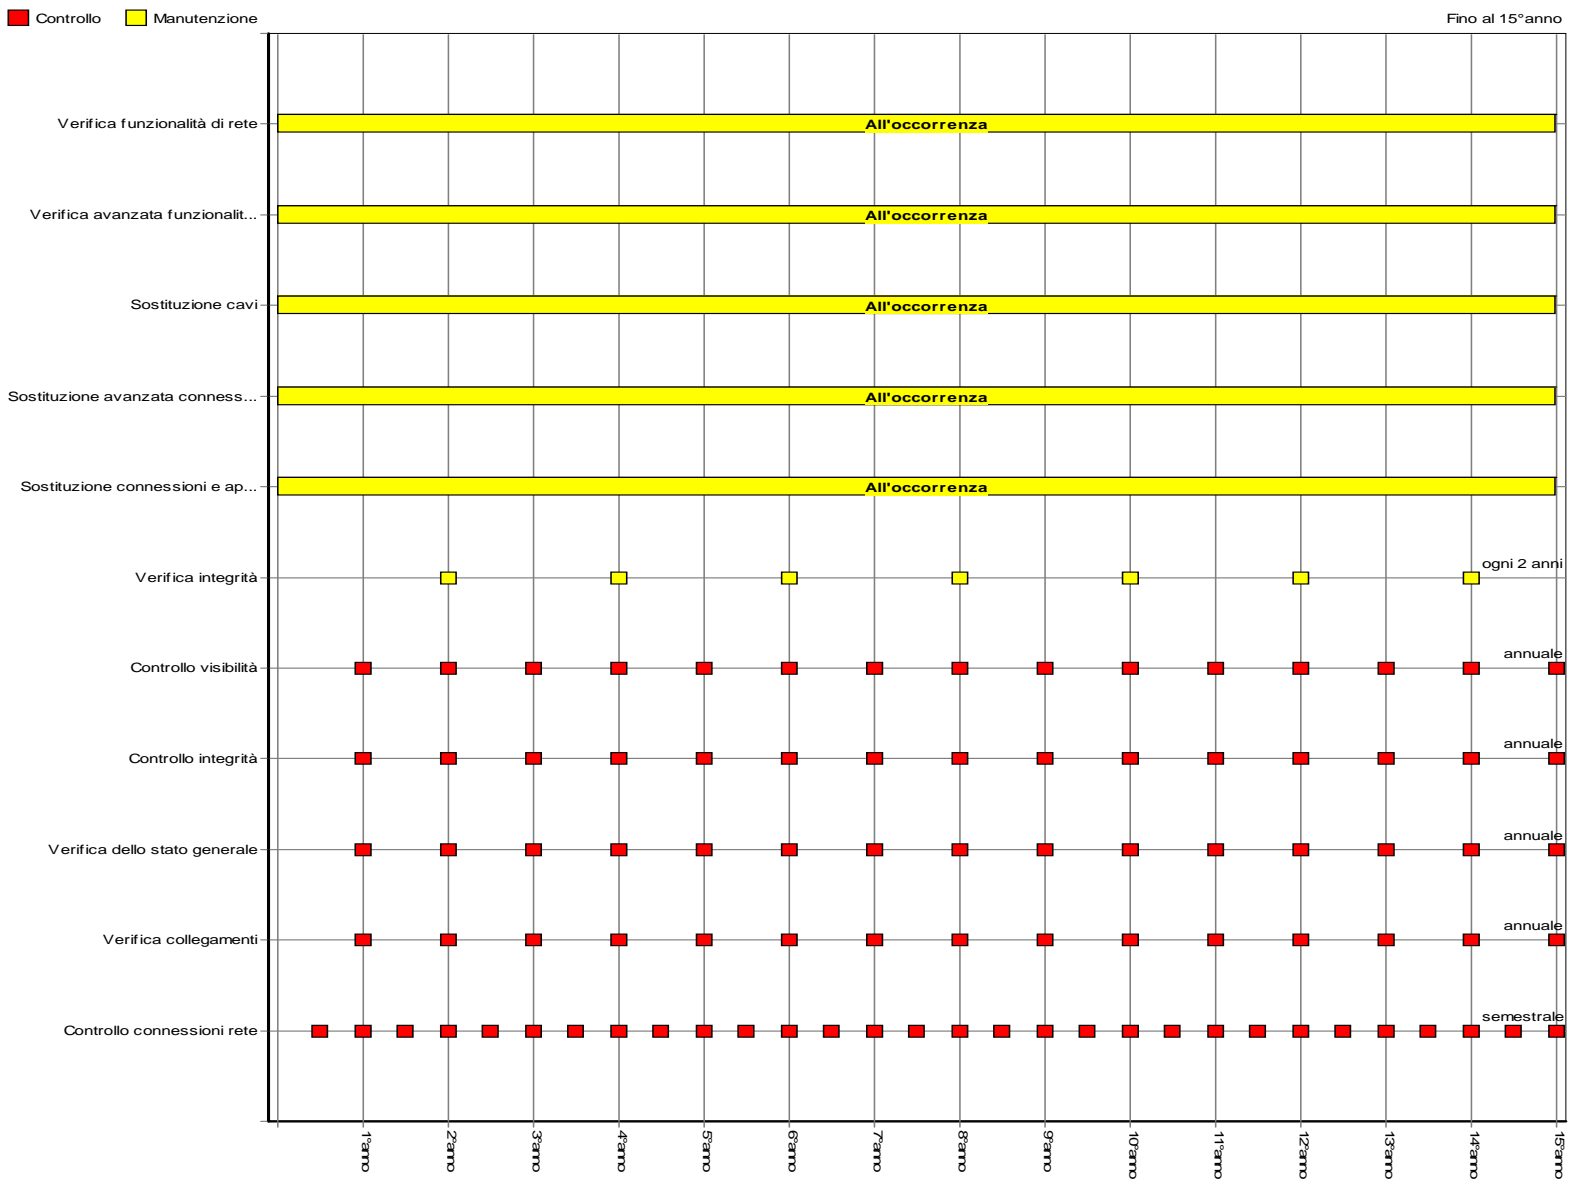 Controllo Manutenzione Fino al 15°anno
Verifica funzionalità di rete All'occorrenza
Verifica avanzata funzionalit... All'occorrenza
Sostituzione cavi All'occorrenza
Sostituzione avanzata conness... All'occorrenza
Sostituzione connessioni e ap... All'occorrenza
ogni 2 anni
Verifica integrità
annuale
Controllo visibilità
annuale
Controllo integrità
annuale
Verifica dello stato generale
annuale
Verifica collegamenti
semestrale
Controllo connessioni rete
1°anno 2°anno 3°anno 4°anno 5°anno 6°anno 7°anno 8°anno 9°anno 10°anno 11°anno 12°anno 13°anno 14°anno 15°anno